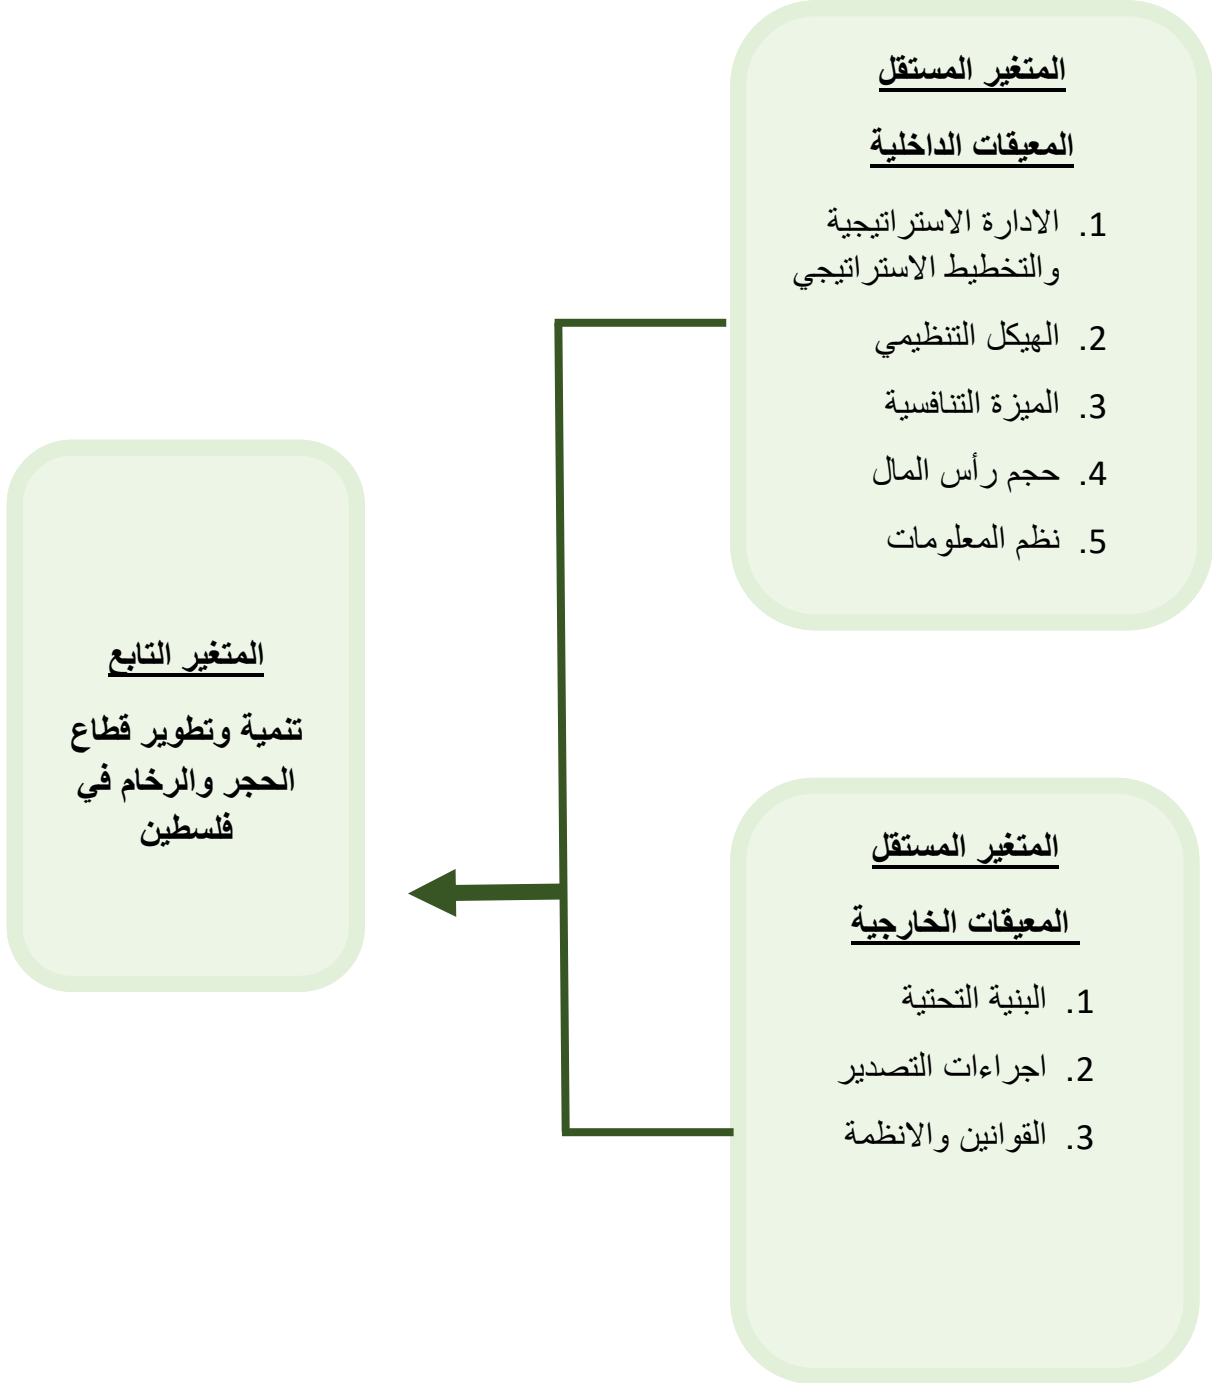 المتغير المستقل
المعيقات الداخلية
1. الادارة الاستراتيجية
والتخطيط الاستراتيجي
2. الهيكل التنظيمي
3. الميزة التنافسية
4. حجم رأس المال
5. نظم المعلومات
المتغير التابع
تنمية وتطوير قطاع
الحجر والرخام في
فلسطين
المتغير المستقل
المعيقات الخارجية
1. البنية التحتية
2. اجراءات التصدير
3. القوانين والانظمة